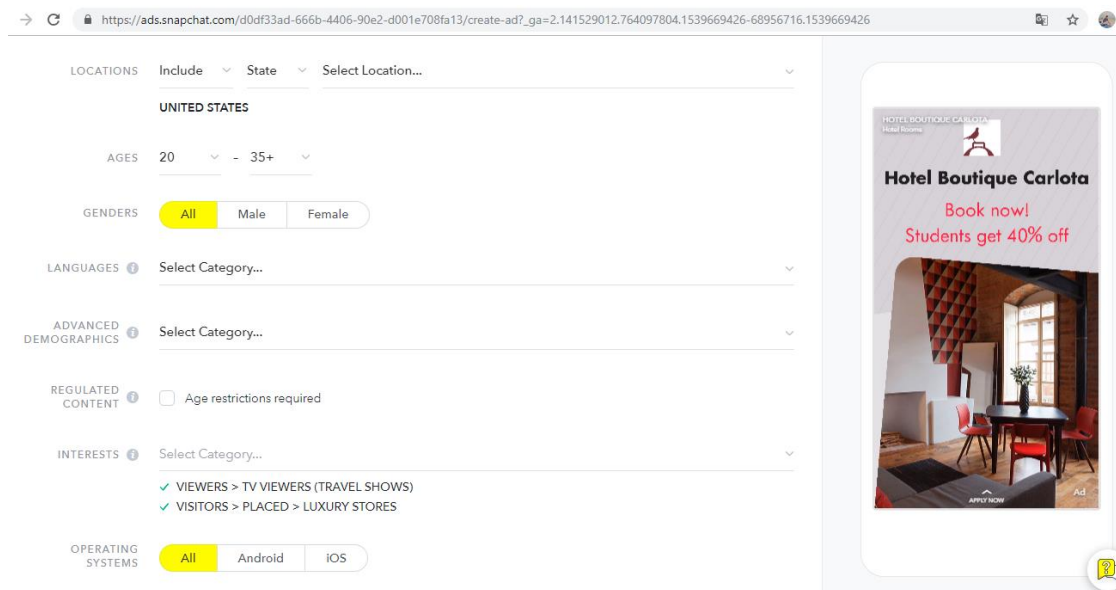 https://ads.snapchat.com/d0df33ad-666b-4406-90e2-d001e708fa13/create-ad?_ga=2.141529012.764097804.1539669426-68956716.1539669426
LOCATIONS Include State Select Location...
UNITED STATES
AGES 20 - 35+
GENDERS All Male Female
LANGUAGES Select Category...
ADVANCED
DEMOGRAPHICS Select Category...
REGULATED
CONTENT Age restrictions required
INTERESTS Select Category...
VIEWERS > TV VIEWERS (TRAVEL SHOWS)
VISITORS > PLACED > LUXURY STORES
OPERATING
SYSTEMS All Android iOS
HOTEL BOUTIQUE CARLOTA
Hotel Rooms
Hotel Boutique Carlota
Book now!
Students get 40% off
APPLY NOW
Ad